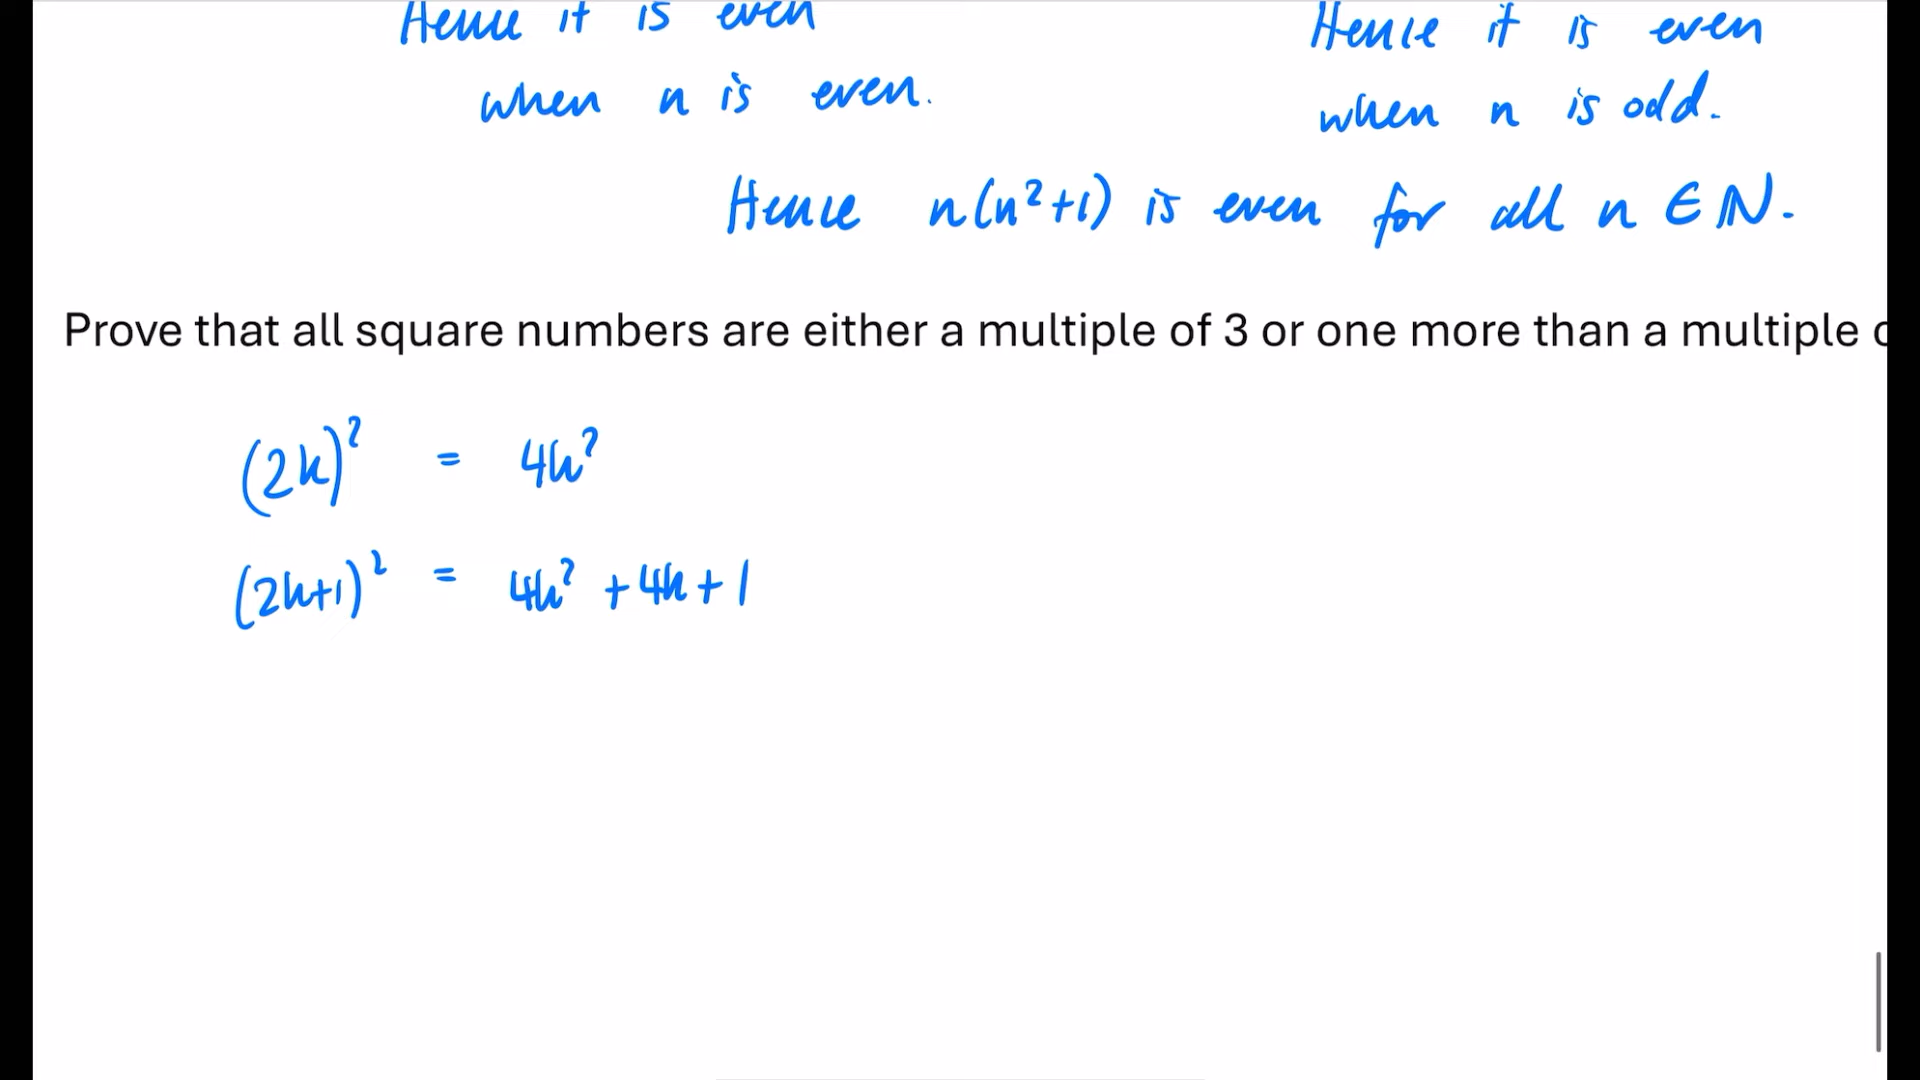 Hence it is even
when n is even.
Hence it is even
when n is odd.
Hence n(n²+1) is even for all n ∈ ℕ.
Prove that all square numbers are either a multiple of 3 or one more than a multiple
(2k)² = 4k²
(2k+1)² = 4k² + 4k + 1